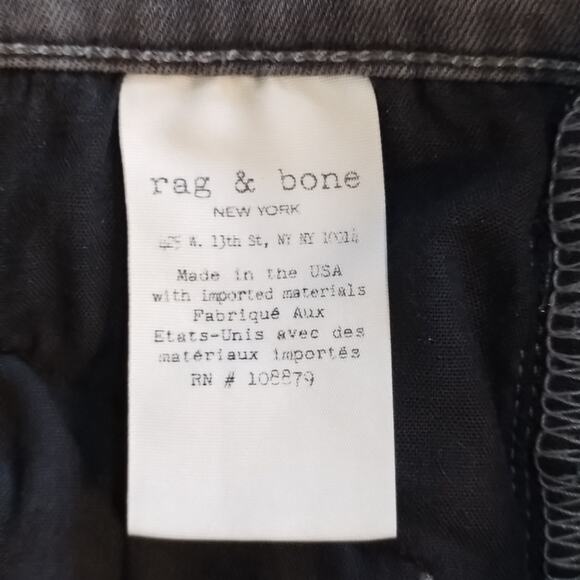 rag & bone
NEW YORK
425 W. 13th St, NY NY 10014
Made in the USA
with imported materials
Fabriqué Aux
Etats-Unis avec des
matériaux importés
RN # 108879